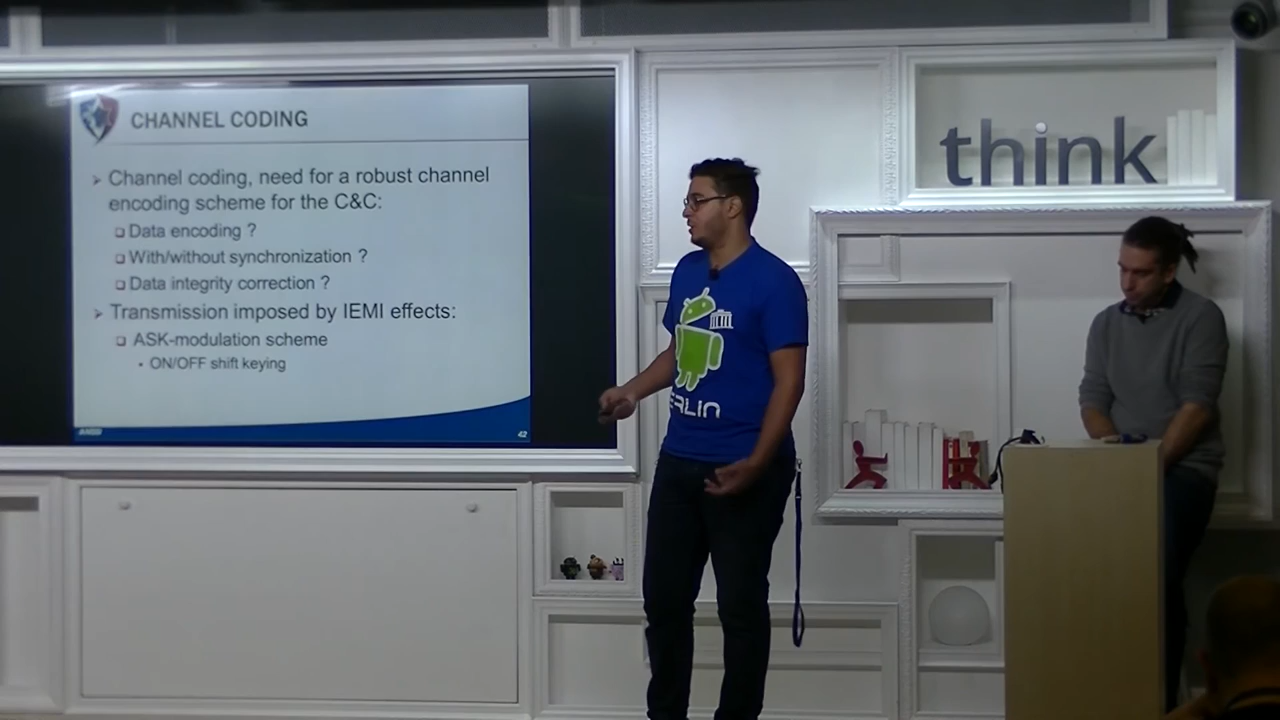 CHANNEL CODING
Channel coding, need for a robust channel
encoding scheme for the C&C:
Data encoding ?
With/without synchronization ?
Data integrity correction ?
Transmission imposed by IEMI effects:
ASK-modulation scheme
ON/OFF shift keying
ANSSI
42
think
ERLIN